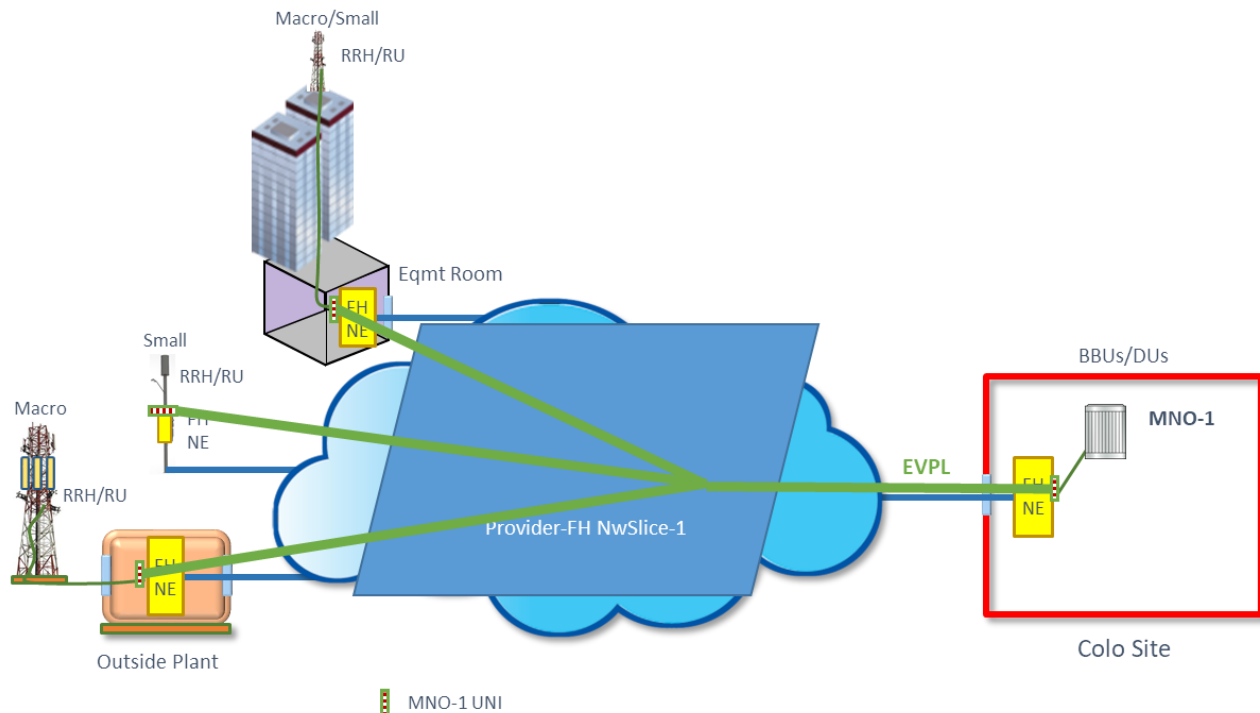 Macro/Small
RRH/RU
Eqmt Room
FH
NE
Small
RRH/RU
FH
NE
Macro
RRH/RU
FH
NE
Outside Plant
Provider-FH NwSlice-1
EVPL
BBUs/DUs
MNO-1
FH
NE
Colo Site
MNO-1 UNI